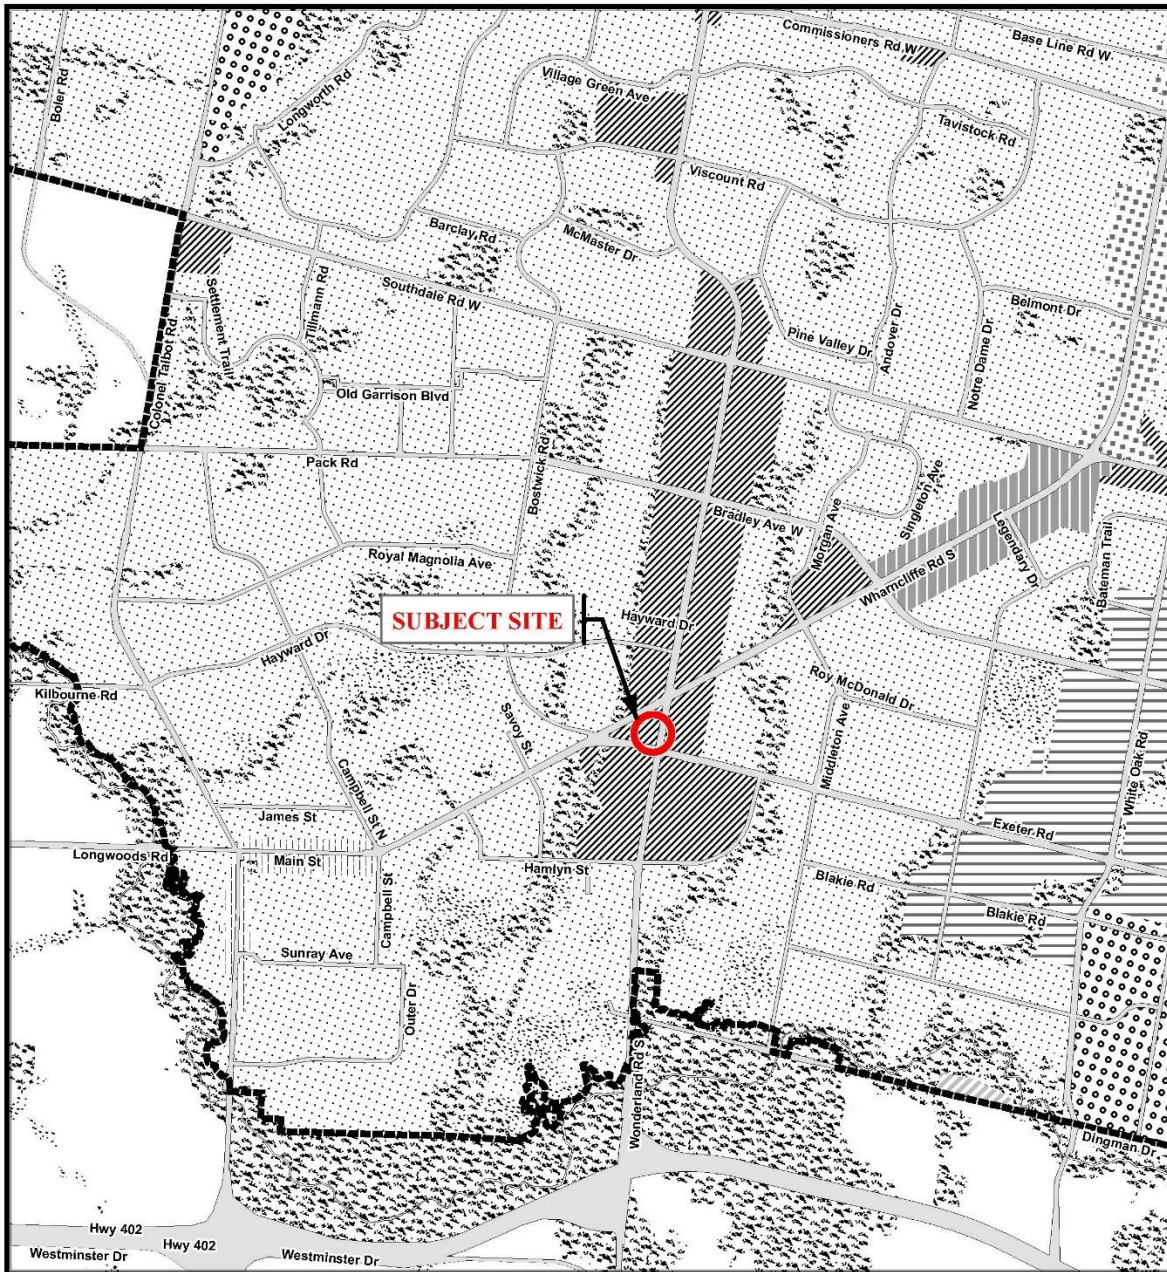 Commissioners Rd W
Base Line Rd W
Boler Rd
Longworth Rd
Village Green Ave
Tavistock Rd
Viscount Rd
Barclay Rd
McMaster Dr
Southdale Rd W
Settlement Trail
Tillmann Rd
Colonel Talbot Rd
Belmont Dr
Pine Valley Dr
Andover Dr
Notre Dame Dr
Old Garrison Blvd
Pack Rd
Bostwick Rd
Bradley Ave W
Morgan Ave
Singleton Ave
Legendary Dr
Bateman Trail
Wharncliffe Rd S
Royal Magnolia Ave
SUBJECT SITE
Hayward Dr
Hayward Dr
Kilbourne Rd
Roy McDonald Dr
Savoy St
Middleton Ave
White Oak Rd
Campbell St N
James St
Exeter Rd
Longwoods Rd
Main St
Hamlyn St
Blakie Rd
Blakie Rd
Campbell St
Sunray Ave
Outer Dr
Wonderland Rd S
Dingman Dr
Hwy 402
Hwy 402
Westminster Dr
Westminster Dr